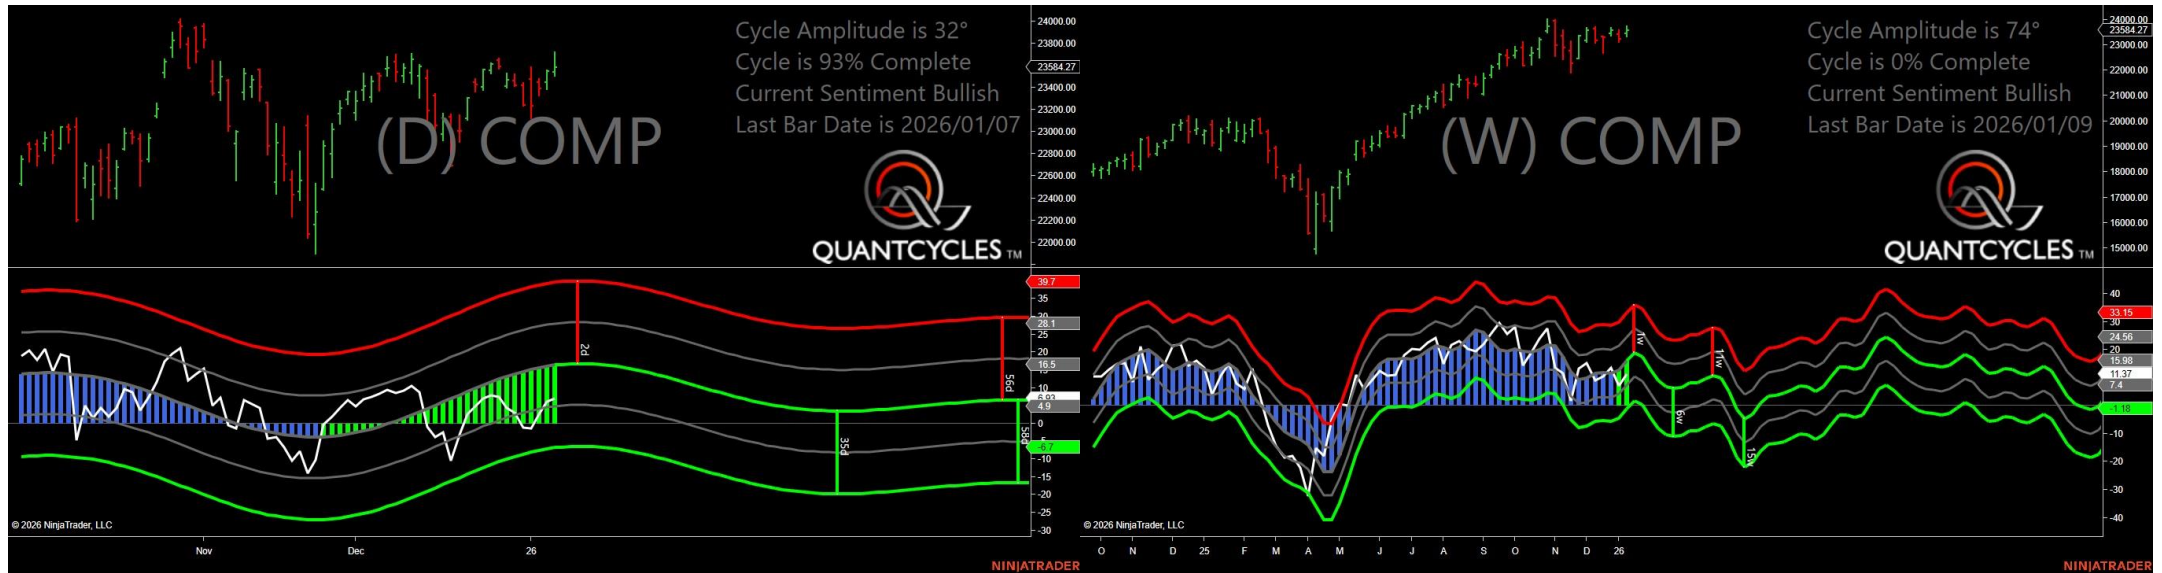 Cycle Amplitude is 32°
Cycle is 93% Complete
Current Sentiment Bullish
Last Bar Date is 2026/01/07
(D) COMP
QUANTCYCLES TM
24000.00
23800.00
23584.27
23400.00
23200.00
23000.00
22800.00
22600.00
22400.00
22200.00
22000.00
39.7
35
30
28.1
25
20
16.5
15
10
6.93
4.9
0
-5
-6.7
-10
-15
-20
-25
-30
2d
35d
56d
58d
© 2026 NinjaTrader, LLC
Nov
Dec
26
NINJATRADER
Cycle Amplitude is 74°
Cycle is 0% Complete
Current Sentiment Bullish
Last Bar Date is 2026/01/09
(W) COMP
QUANTCYCLES TM
24000.00
23584.27
23000.00
22000.00
21000.00
20000.00
19000.00
18000.00
17000.00
16000.00
15000.00
40
33.15
30
24.56
20
15.98
11.37
7.4
-1.18
-10
-20
-30
-40
1w
6w
11w
15w
© 2026 NinjaTrader, LLC
O N D 25 F M A M J J A S O N D 26
NINJATRADER